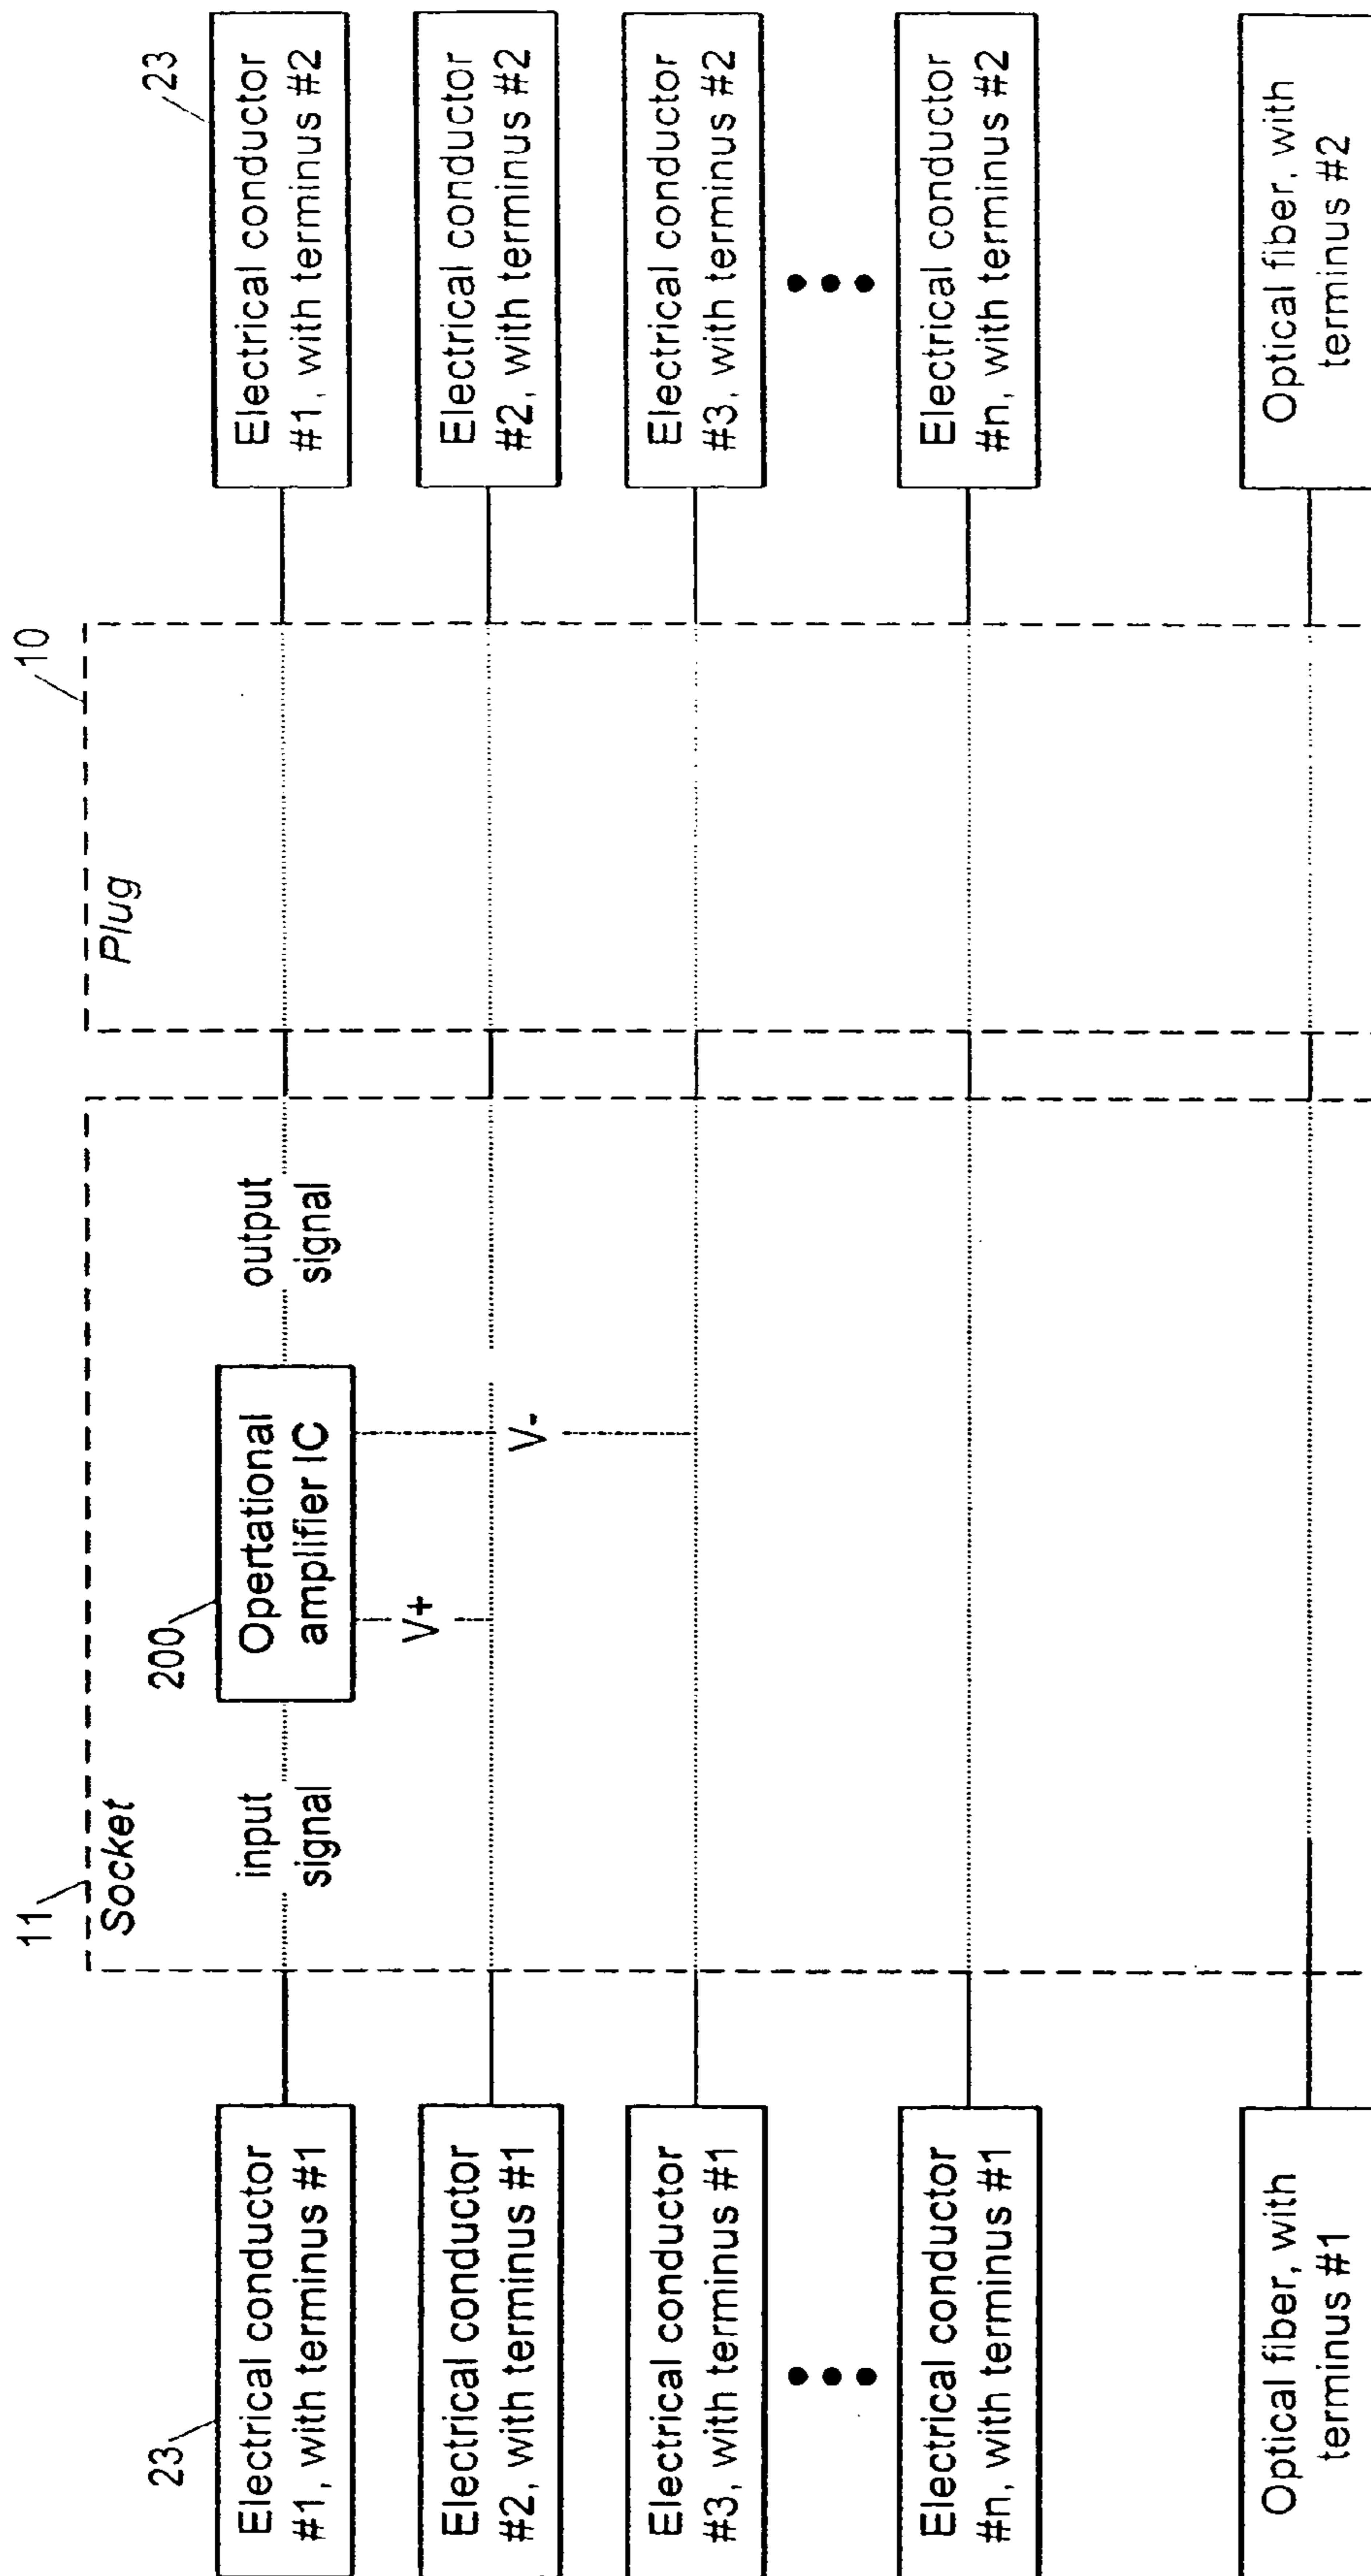 11
Socket
10
Plug
23
Electrical conductor
#1, with terminus #1
input
signal
200
Opertational
amplifier IC
output
signal
23
Electrical conductor
#1, with terminus #2
V+
V-
Electrical conductor
#2, with terminus #1
Electrical conductor
#2, with terminus #2
Electrical conductor
#3, with terminus #1
Electrical conductor
#3, with terminus #2
Electrical conductor
#n, with terminus #1
Electrical conductor
#n, with terminus #2
Optical fiber, with
terminus #1
Optical fiber, with
terminus #2